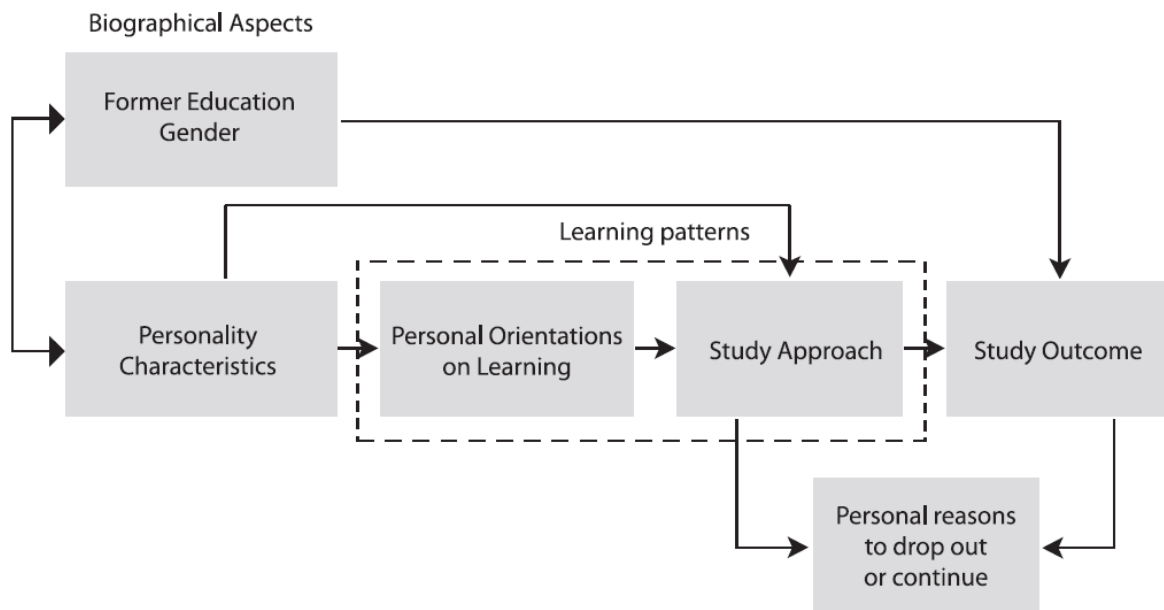 Biographical Aspects
Former Education
Gender
Learning patterns
Personality
Characteristics
Personal Orientations
on Learning
Study Approach
Study Outcome
Personal reasons
to drop out
or continue